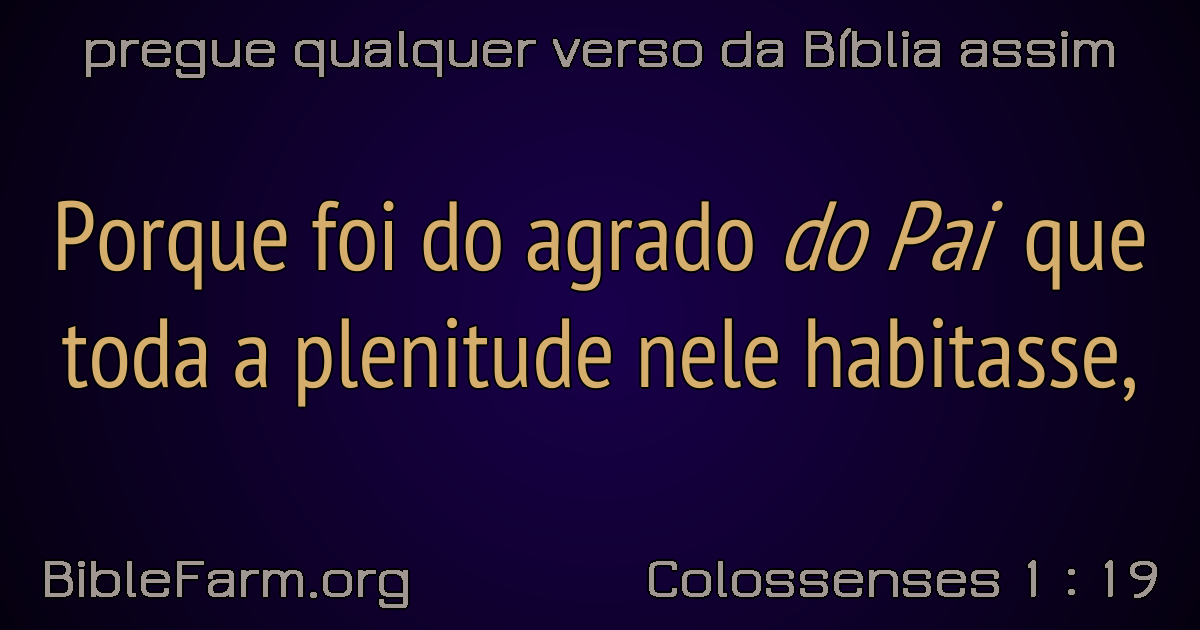 pregue qualquer verso da Bíblia assim
Porque foi do agrado do Pai que
toda a plenitude nele habitasse,
BibleFarm.org
Colossenses 1 : 19